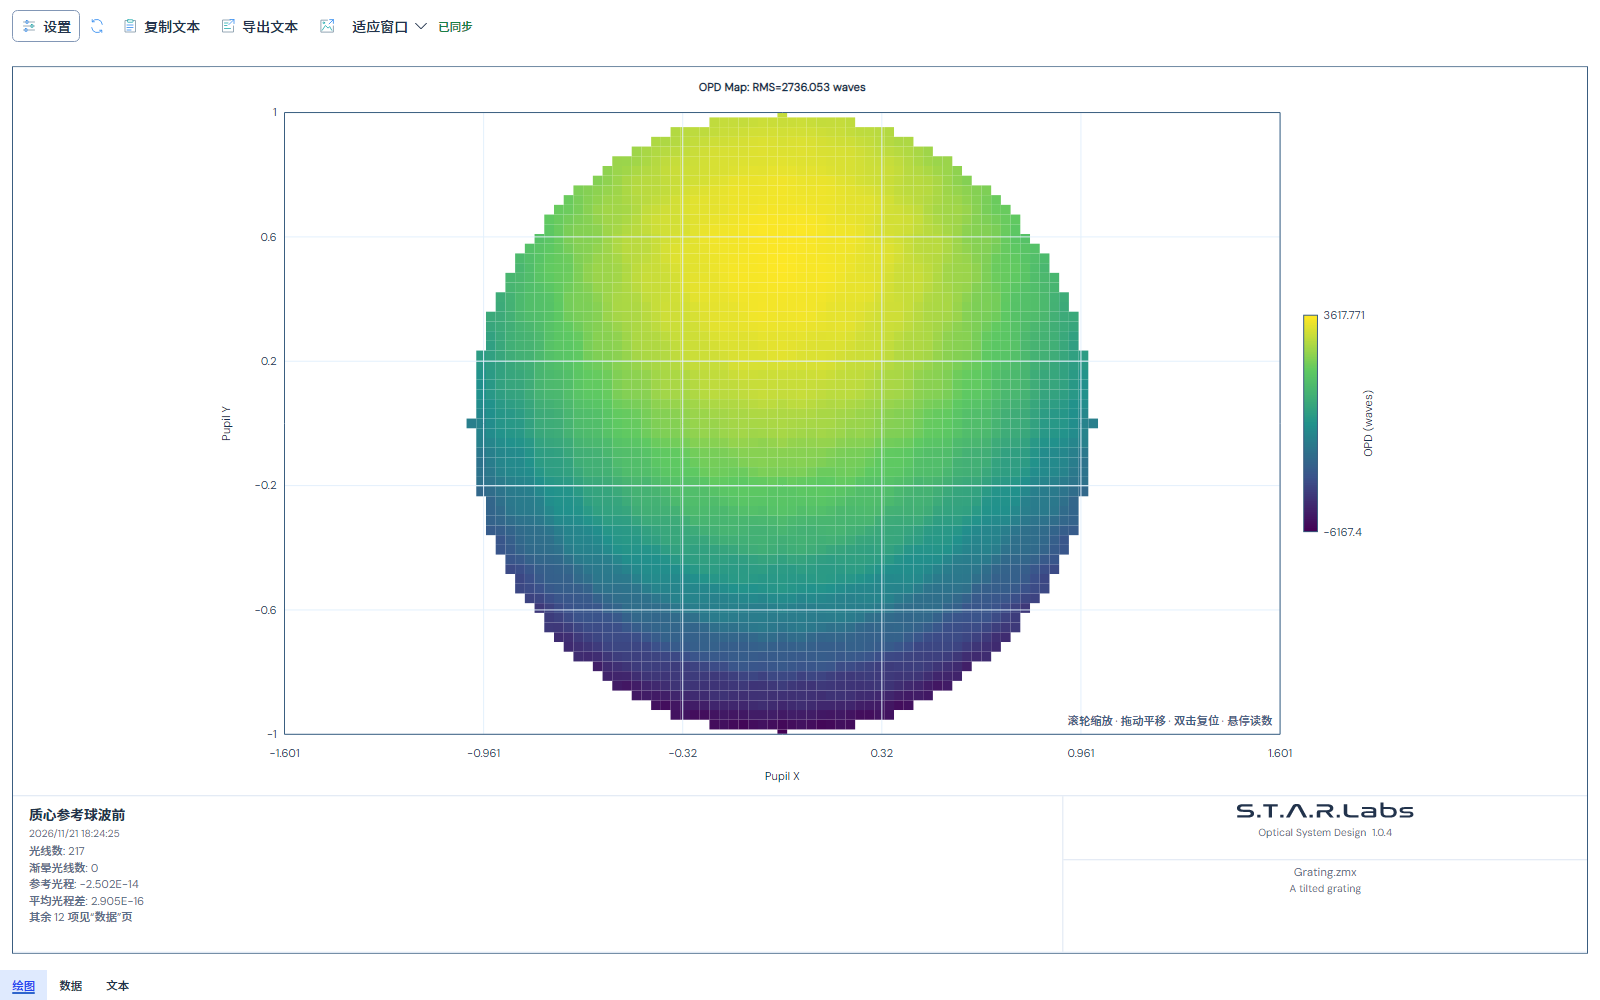 设置
复制文本
导出文本
适应窗口
已同步
OPD Map: RMS=2736.053 waves
1
0.6
0.2
-0.2
-0.6
-1
Pupil Y
-1.601
-0.961
-0.32
0.32
0.961
1.601
Pupil X
滚轮缩放 · 拖动平移 · 双击复位 · 悬停读数
3617.771
-6167.4
OPD (waves)
质心参考球波前
2026/11/21 18:24:25
光线数: 217
渐晕光线数: 0
参考光程: -2.502E-14
平均光程差: 2.905E-16
其余 12 项见“数据”页
S.T.A.R.Labs
Optical System Design 1.0.4
Grating.zmx
A tilted grating
绘图
数据
文本